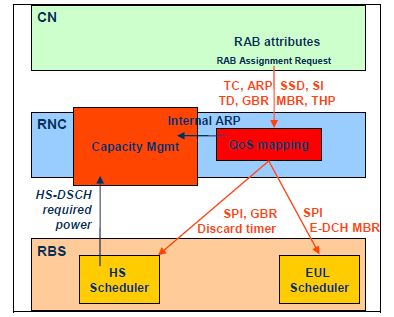 CN
RAB attributes
RAB Assignment Request
TC, ARP SSD, SI
TD, GBR MBR, THP
RNC
Internal ARP
Capacity Mgmt
QoS mapping
HS-DSCH
required
power
SPI, GBR
Discard timer
SPI
E-DCH MBR
RBS
HS
Scheduler
EUL
Scheduler